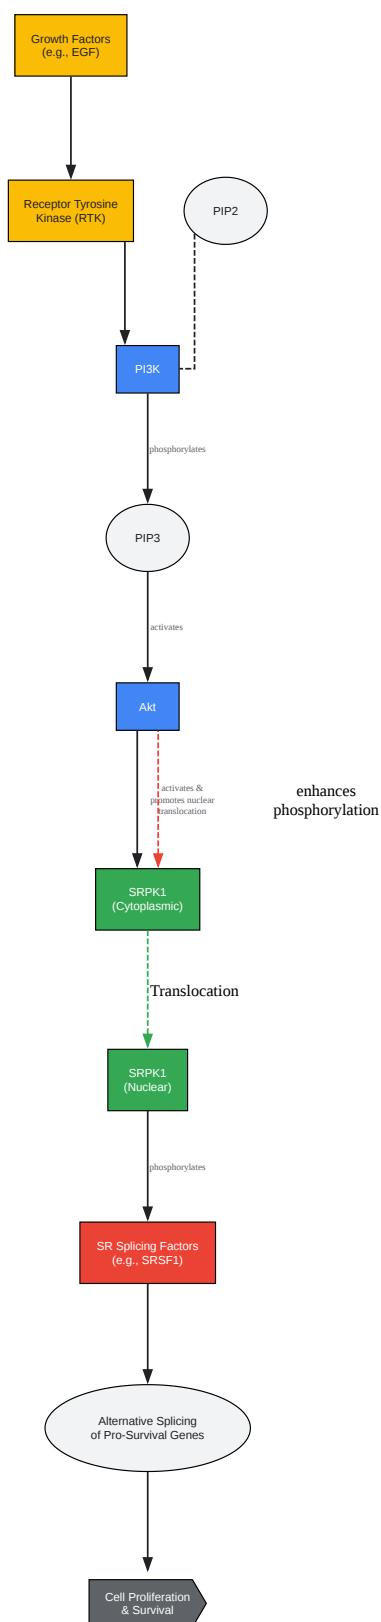 Growth Factors
(e.g., EGF)
Receptor Tyrosine
Kinase (RTK)
PIP2
PI3K
phosphorylates
PIP3
activates
Akt
activates &
promotes nuclear
translocation
enhances
phosphorylation
SRPK1
(Cytoplasmic)
Translocation
SRPK1
(Nuclear)
phosphorylates
SR Splicing Factors
(e.g., SRSF1)
Alternative Splicing
of Pro-Survival Genes
Cell Proliferation
& Survival